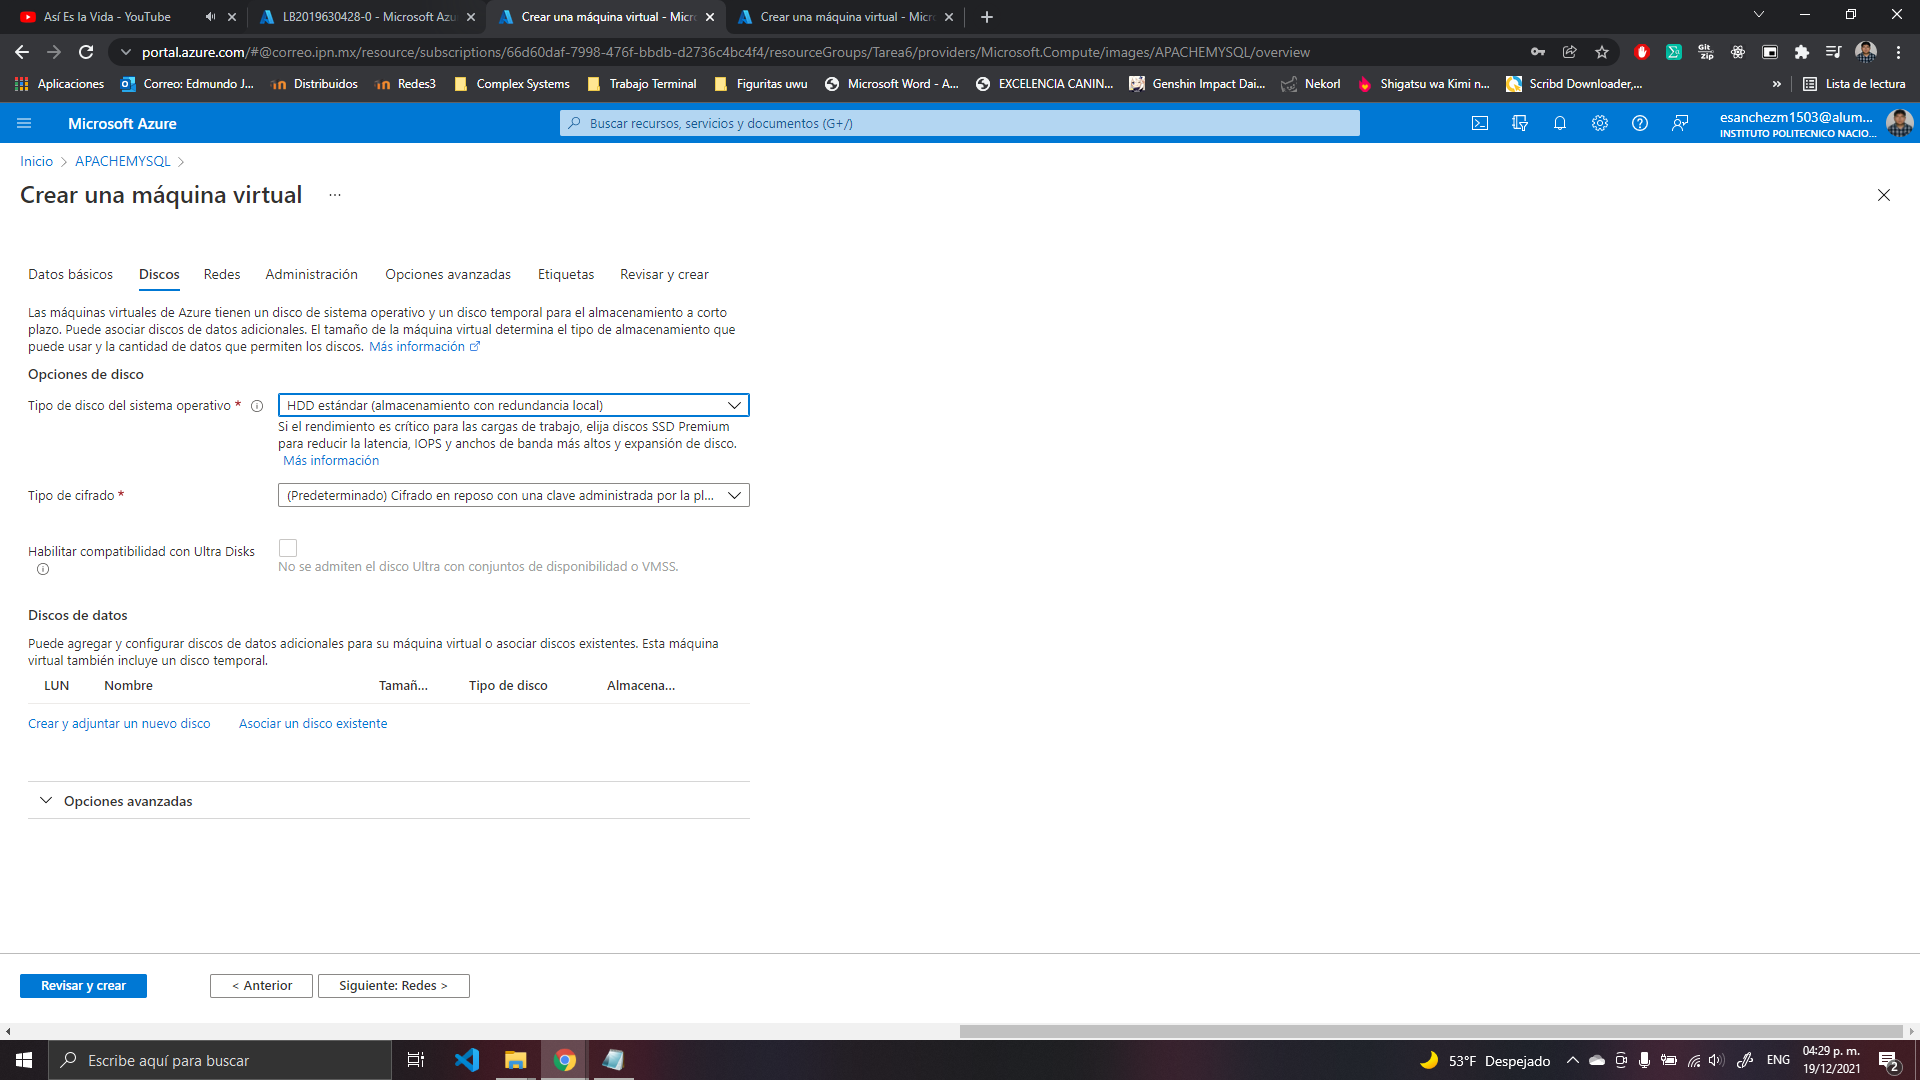 Así Es la Vida - YouTube
LB2019630428-0 - Microsoft Azu
Crear una máquina virtual - Micr
Crear una máquina virtual - Micr
portal.azure.com/#@correo.ipn.mx/resource/subscriptions/66d60daf-7998-476f-bbdb-d2736c4bc4f4/resourceGroups/Tarea6/providers/Microsoft.Compute/images/APACHEMYSQL/overview
Git
zip
Aplicaciones
Correo: Edmundo J...
Distribuidos
Redes3
Complex Systems
Trabajo Terminal
Figuritas uwu
Microsoft Word - A...
EXCELENCIA CANIN...
Genshin Impact Dai...
Nekorl
Shigatsu wa Kimi n...
Scribd Downloader,...
»
Lista de lectura
Microsoft Azure
Buscar recursos, servicios y documentos (G+/)
esanchezm1503@alum...
INSTITUTO POLITECNICO NACIO...
Inicio > APACHEMYSQL >
Crear una máquina virtual ...
Datos básicos
Discos
Redes
Administración
Opciones avanzadas
Etiquetas
Revisar y crear
Las máquinas virtuales de Azure tienen un disco de sistema operativo y un disco temporal para el almacenamiento a corto
plazo. Puede asociar discos de datos adicionales. El tamaño de la máquina virtual determina el tipo de almacenamiento que
puede usar y la cantidad de datos que permiten los discos. Más información
Opciones de disco
Tipo de disco del sistema operativo *
HDD estándar (almacenamiento con redundancia local)
Si el rendimiento es crítico para las cargas de trabajo, elija discos SSD Premium
para reducir la latencia, IOPS y anchos de banda más altos y expansión de disco.
Más información
Tipo de cifrado *
(Predeterminado) Cifrado en reposo con una clave administrada por la pl...
Habilitar compatibilidad con Ultra Disks
No se admiten el disco Ultra con conjuntos de disponibilidad o VMSS.
Discos de datos
Puede agregar y configurar discos de datos adicionales para su máquina virtual o asociar discos existentes. Esta máquina
virtual también incluye un disco temporal.
LUN
Nombre
Tamañ...
Tipo de disco
Almacena...
Crear y adjuntar un nuevo disco
Asociar un disco existente
Opciones avanzadas
Revisar y crear
< Anterior
Siguiente: Redes >
Escribe aquí para buscar
53°F Despejado
ENG
04:29 p. m.
19/12/2021
2